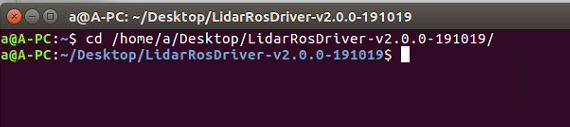 a@A-PC: ~/Desktop/LidarRosDriver-v2.0.0-191019
a@A-PC:~$ cd /home/a/Desktop/LidarRosDriver-v2.0.0-191019/
a@A-PC:~/Desktop/LidarRosDriver-v2.0.0-191019$